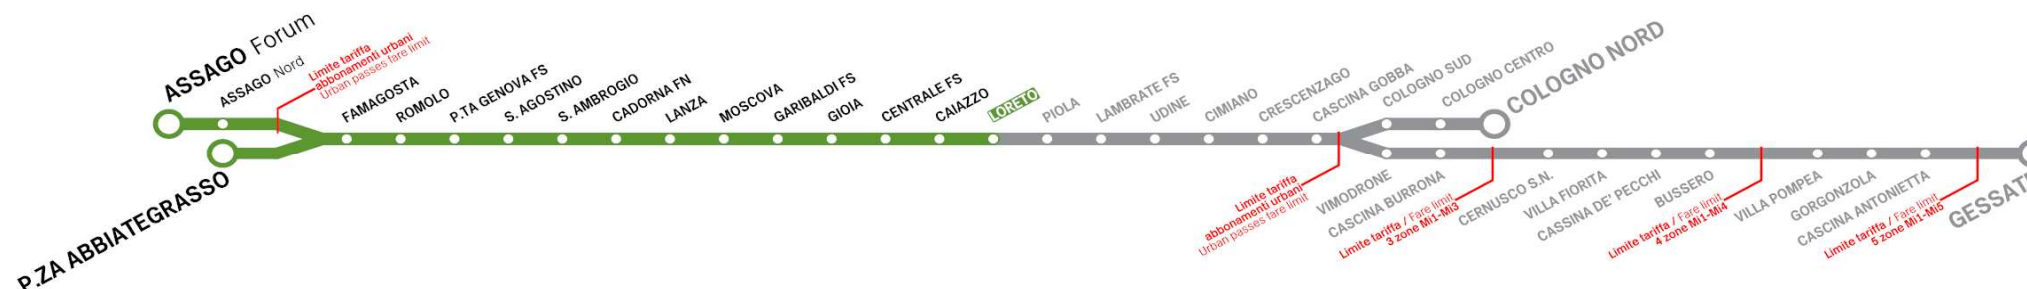 ASSAGO Forum
ASSAGO Nord
Limite tariffa
abbonamenti urbani
Urban passes fare limit
P.ZA ABBIATEGRASSO
FAMAGOSTA
ROMOLO
P.TA GENOVA FS
S. AGOSTINO
S. AMBROGIO
CADORNA FN
LANZA
MOSCOVA
GARIBALDI FS
GIOIA
CENTRALE FS
CAIAZZO
LORETO
PIOLA
LAMBRATE FS
UDINE
CIMIANO
CRESCENZAGO
CASCINA GOBBA
COLOGNO SUD
COLOGNO CENTRO
COLOGNO NORD
Limite tariffa
abbonamenti urbani
Urban passes fare limit
VIMODRONE
CASCINA BURRONA
Limite tariffa / Fare limit
3 zone Mi1-Mi3
CERNUSCO S.N.
VILLA FIORITA
CASSINA DE' PECCHI
BUSSERO
Limite tariffa / Fare limit
4 zone Mi1-Mi4
VILLA POMPEA
GORGONZOLA
CASCINA ANTONIETTA
Limite tariffa / Fare limit
5 zone Mi1-Mi5
GESSAT